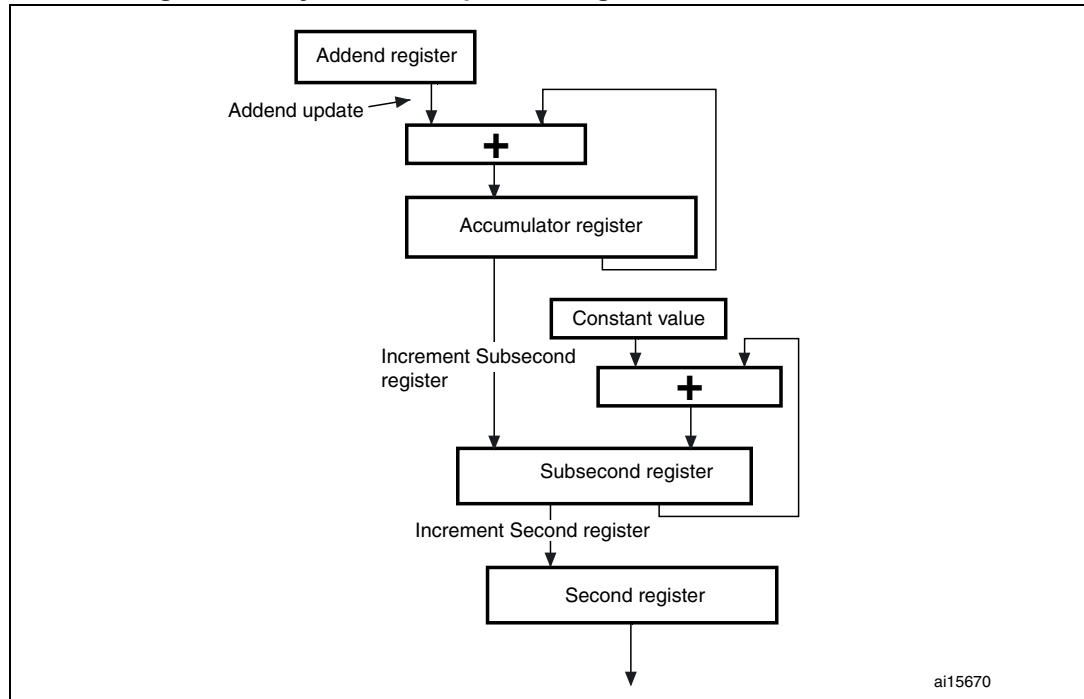 Addend register
Addend update
+
Accumulator register
Constant value
Increment Subsecond
register
+
Subsecond register
Increment Second register
Second register
ai15670